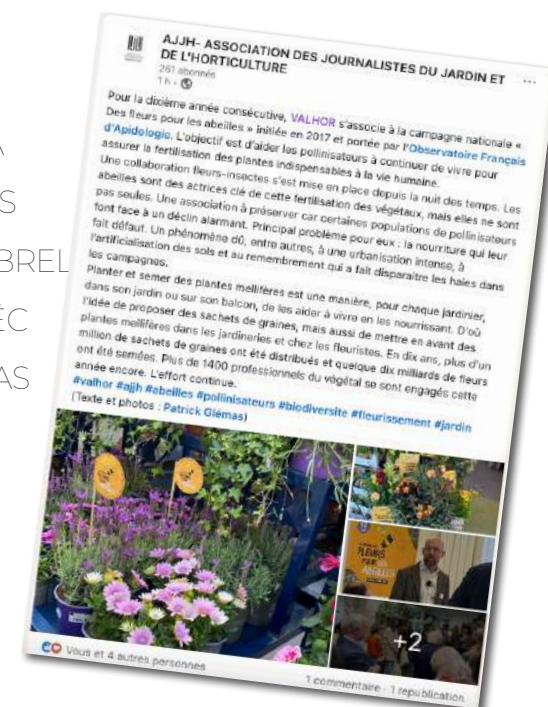 AJJH- ASSOCIATION DES JOURNALISTES DU JARDIN ET
DE L'HORTICULTURE
261 abonnés
1 h •
Pour la dixième année consécutive, VALHOR s'associe à la campagne nationale «
Des fleurs pour les abeilles » initiée en 2017 et portée par l'Observatoire Français
d'Apidologie. L'objectif est d'aider les pollinisateurs à continuer de vivre pour
assurer la fertilisation des plantes indispensables à la vie humaine.
Une collaboration fleurs-insectes s'est mise en place depuis la nuit des temps. Les
abeilles sont des actrices clé de cette fertilisation des végétaux, mais elles ne sont
pas seules. Une association à préserver car certaines populations de pollinisateurs
font face à un déclin alarmant. Principal problème pour eux : la nourriture qui leur
fait défaut. Un phénomène dû, entre autres, à une urbanisation intense, à
l'artificialisation des sols et au remembrement qui a fait disparaitre les haies dans
les campagnes.
Planter et semer des plantes mellifères est une manière, pour chaque jardinier,
dans son jardin ou sur son balcon, de les aider à vivre en les nourrissant. D'où
l'idée de proposer des sachets de graines, mais aussi de mettre en avant des
plantes mellifères dans les jardineries et chez les fleuristes. En dix ans, plus d'un
million de sachets de graines ont été distribués et quelque dix milliards de fleurs
ont été semées. Plus de 1400 professionnels du végétal se sont engagés cette
année encore. L'effort continue.
#valhor #ajjh #abeilles #pollinisateurs #biodiversite #fleurissement #jardin
(Texte et photos : Patrick Glémas)
FLEURS
POUR
ABEILLES
+2
Vous et 4 autres personnes
1 commentaire · 1 republication
A
S
BREL
EC
AS